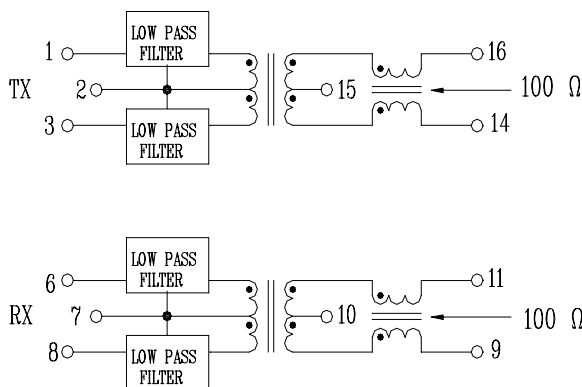 LOW PASS
FILTER
1
16
TX
2
15
100 Ω
3
14
LOW PASS
FILTER
LOW PASS
FILTER
6
11
RX
7
10
100 Ω
8
9
LOW PASS
FILTER